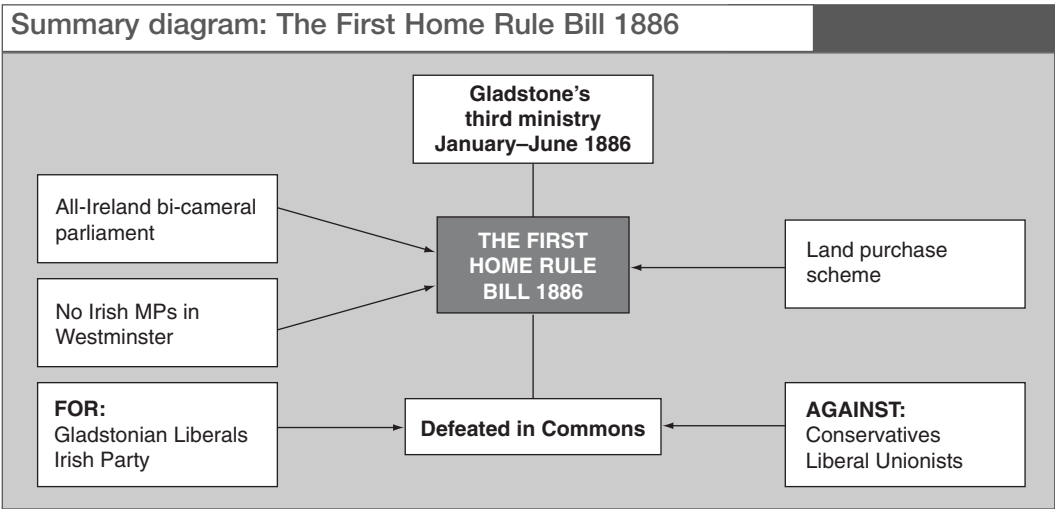 Summary diagram: The First Home Rule Bill 1886
Gladstone's
third ministry
January–June 1886
All-Ireland bi-cameral
parliament
THE FIRST
HOME RULE
BILL 1886
Land purchase
scheme
No Irish MPs in
Westminster
FOR:
Gladstonian Liberals
Irish Party
Defeated in Commons
AGAINST:
Conservatives
Liberal Unionists